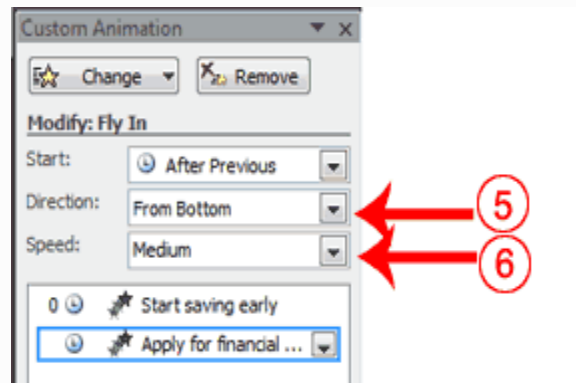 Custom Animation
Change Remove
Modify: Fly In
Start: After Previous
Direction: From Bottom 5
Speed: Medium 6
0 Start saving early
Apply for financial ...